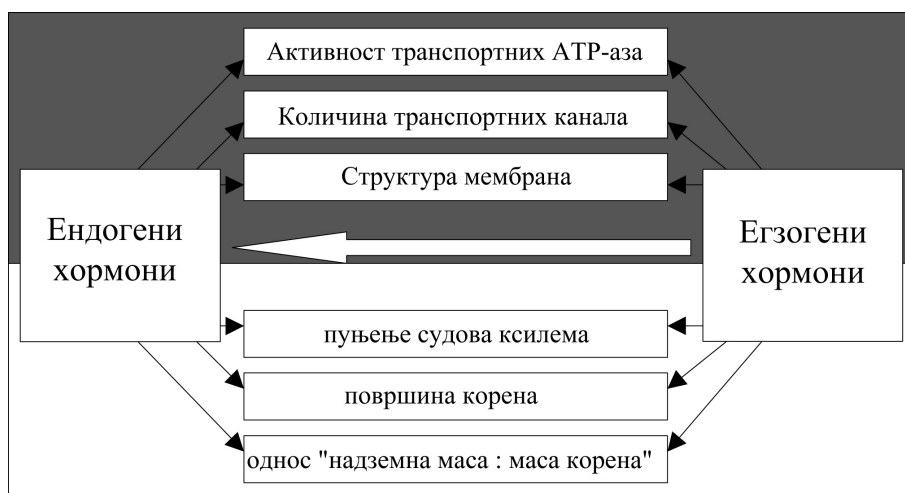 Активност транспортних АТР-аза
Количина транспортних канала
Структура мембрана
Ендогени
хормони
Егзогени
хормони
пуњење судова ксилема
површина корена
однос "надземна маса : маса корена"